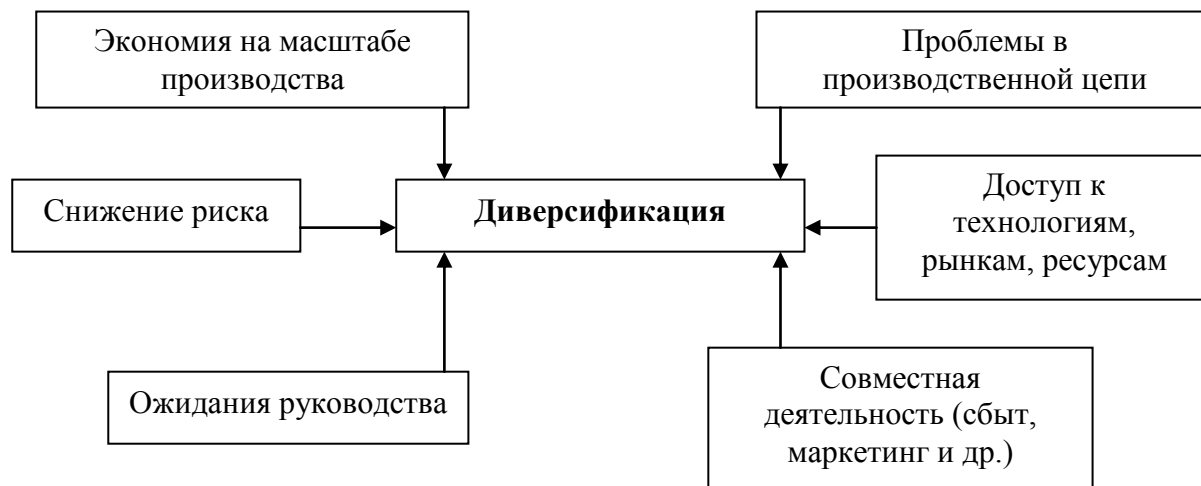 Экономия на масштабе
производства
Проблемы в
производственной цепи
Снижение риска
Диверсификация
Доступ к
технологиям,
рынкам, ресурсам
Ожидания руководства
Совместная
деятельность (сбыт,
маркетинг и др.)